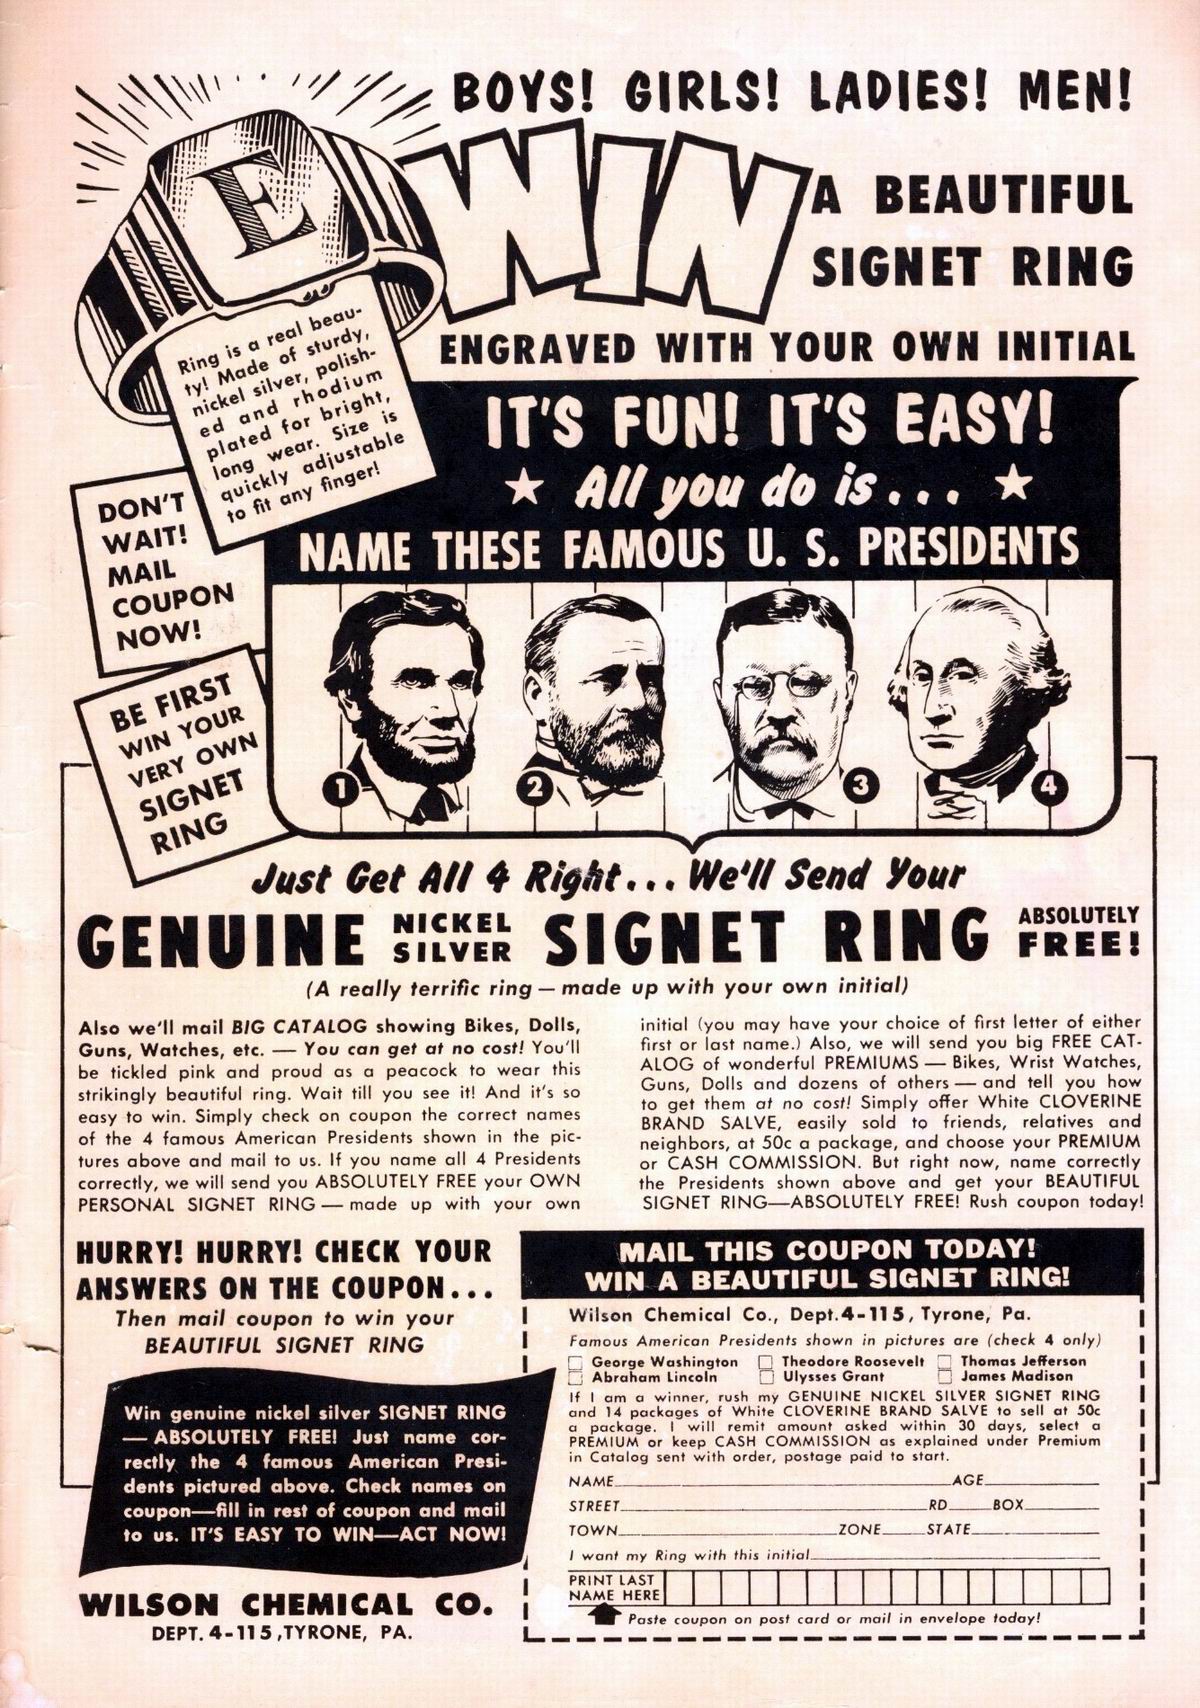 BOYS! GIRLS! LADIES! MEN!
WIN
A BEAUTIFUL
SIGNET RING
ENGRAVED WITH YOUR OWN INITIAL
E
Ring is a real beau-
ty! Made of sturdy,
nickel silver, polish-
ed and rhodium
plated for bright,
long wear. Size is
quickly adjustable
to fit any finger!
DON'T
WAIT!
MAIL
COUPON
NOW!
BE FIRST
WIN YOUR
VERY OWN
SIGNET
RING
IT'S FUN! IT'S EASY!
★ All you do is... ★
NAME THESE FAMOUS U. S. PRESIDENTS
1 2 3 4
Just Get All 4 Right... We'll Send Your
GENUINE NICKEL SILVER SIGNET RING ABSOLUTELY FREE!
(A really terrific ring — made up with your own initial)
Also we'll mail BIG CATALOG showing Bikes, Dolls,
Guns, Watches, etc. — You can get at no cost! You'll
be tickled pink and proud as a peacock to wear this
strikingly beautiful ring. Wait till you see it! And it's so
easy to win. Simply check on coupon the correct names
of the 4 famous American Presidents shown in the pic-
tures above and mail to us. If you name all 4 Presidents
correctly, we will send you ABSOLUTELY FREE your OWN
PERSONAL SIGNET RING — made up with your own
initial (you may have your choice of first letter of either
first or last name.) Also, we will send you big FREE CAT-
ALOG of wonderful PREMIUMS — Bikes, Wrist Watches,
Guns, Dolls and dozens of others — and tell you how
to get them at no cost! Simply offer White CLOVERINE
BRAND SALVE, easily sold to friends, relatives and
neighbors, at 50c a package, and choose your PREMIUM
or CASH COMMISSION. But right now, name correctly
the Presidents shown above and get your BEAUTIFUL
SIGNET RING—ABSOLUTELY FREE! Rush coupon today!
HURRY! HURRY! CHECK YOUR
ANSWERS ON THE COUPON...
Then mail coupon to win your
BEAUTIFUL SIGNET RING
Win genuine nickel silver SIGNET RING
— ABSOLUTELY FREE! Just name cor-
rectly the 4 famous American Presi-
dents pictured above. Check names on
coupon—fill in rest of coupon and mail
to us. IT'S EASY TO WIN—ACT NOW!
WILSON CHEMICAL CO.
DEPT. 4-115, TYRONE, PA.
MAIL THIS COUPON TODAY!
WIN A BEAUTIFUL SIGNET RING!
Wilson Chemical Co., Dept. 4-115, Tyrone, Pa.
Famous American Presidents shown in pictures are (check 4 only)
George Washington Theodore Roosevelt Thomas Jefferson
Abraham Lincoln Ulysses Grant James Madison
If I am a winner, rush my GENUINE NICKEL SILVER SIGNET RING
and 14 packages of White CLOVERINE BRAND SALVE to sell at 50c
a package. I will remit amount asked within 30 days, select a
PREMIUM or keep CASH COMMISSION as explained under Premium
in Catalog sent with order, postage paid to start.
NAME AGE
STREET RD BOX
TOWN ZONE STATE
I want my Ring with this initial
PRINT LAST
NAME HERE
Paste coupon on post card or mail in envelope today!